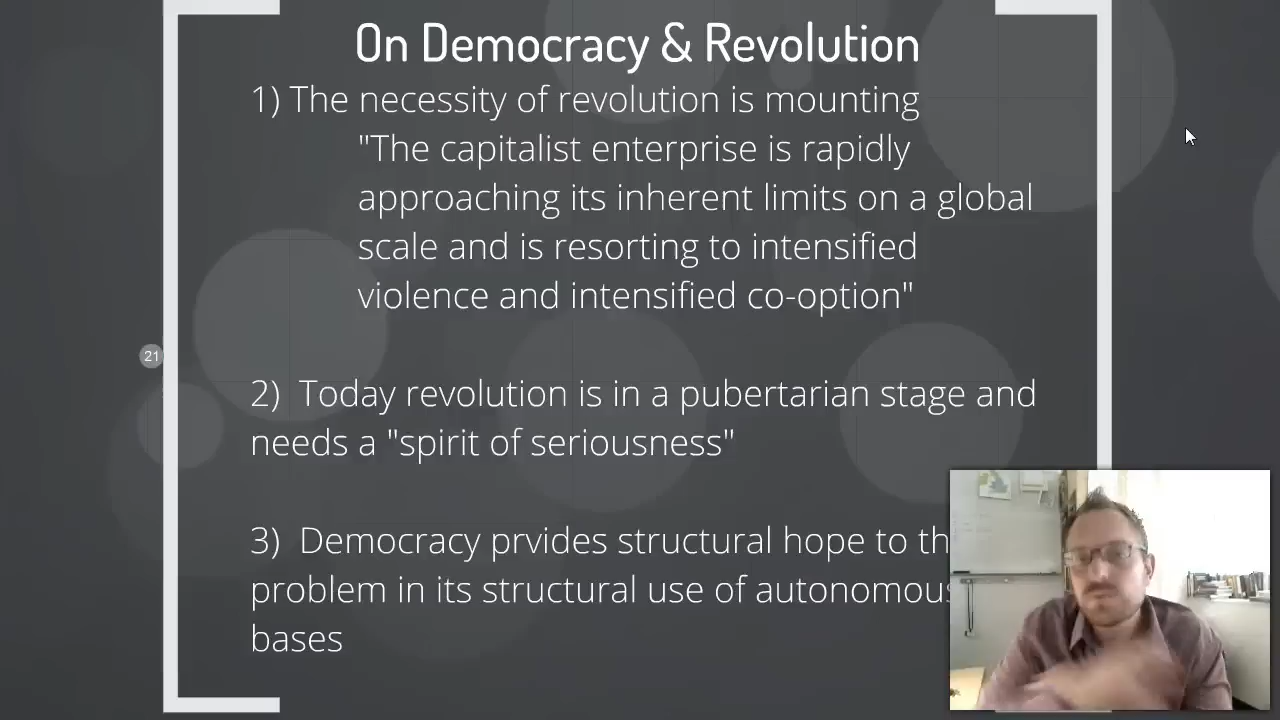 On Democracy & Revolution
1) The necessity of revolution is mounting
"The capitalist enterprise is rapidly
approaching its inherent limits on a global
scale and is resorting to intensified
violence and intensified co-option"
21
2) Today revolution is in a pubertarian stage and
needs a "spirit of seriousness"
3) Democracy prvides structural hope to
problem in its structural use of autonomous
bases